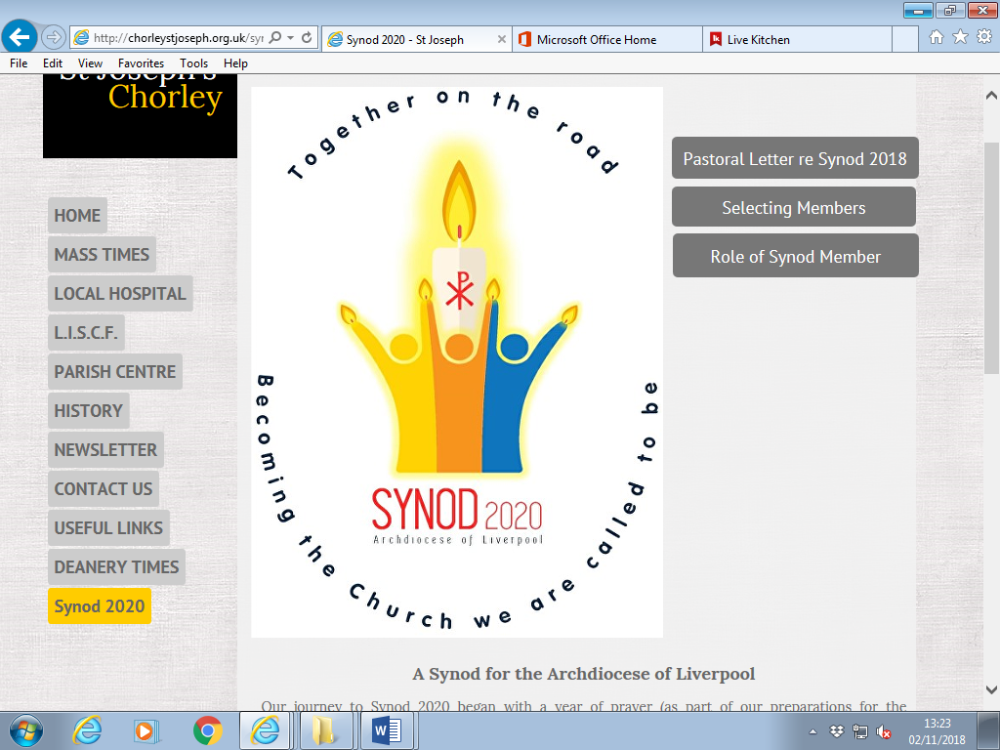 http://chorleystjoseph.org.uk/syn
Synod 2020 - St Joseph
Microsoft Office Home
Live Kitchen
File Edit View Favorites Tools Help
St Joseph's
Chorley
HOME
MASS TIMES
LOCAL HOSPITAL
L.I.S.C.F.
PARISH CENTRE
HISTORY
NEWSLETTER
CONTACT US
USEFUL LINKS
DEANERY TIMES
Synod 2020
Together on the road
Becoming the Church we are called to be
SYNOD 2020
Archdiocese of Liverpool
Pastoral Letter re Synod 2018
Selecting Members
Role of Synod Member
A Synod for the Archdiocese of Liverpool
Our journey to Synod 2020 began with a year of prayer (as part of our preparations for the
13:23
02/11/2018